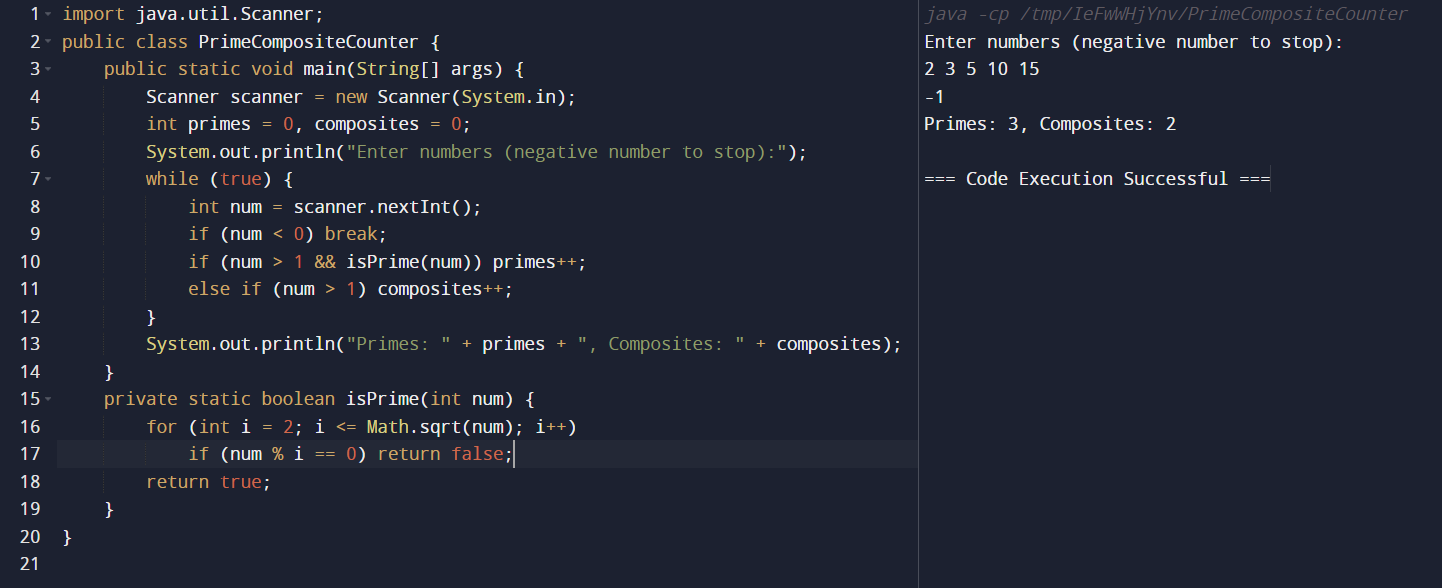 1 import java.util.Scanner;
2 public class PrimeCompositeCounter {
3     public static void main(String[] args) {
4         Scanner scanner = new Scanner(System.in);
5         int primes = 0, composites = 0;
6         System.out.println("Enter numbers (negative number to stop):");
7         while (true) {
8             int num = scanner.nextInt();
9             if (num < 0) break;
10             if (num > 1 && isPrime(num)) primes++;
11             else if (num > 1) composites++;
12         }
13         System.out.println("Primes: " + primes + ", Composites: " + composites);
14     }
15     private static boolean isPrime(int num) {
16         for (int i = 2; i <= Math.sqrt(num); i++)
17             if (num % i == 0) return false;
18         return true;
19     }
20 }
21
java -cp /tmp/IeFwWHjYnv/PrimeCompositeCounter
Enter numbers (negative number to stop):
2 3 5 10 15
-1
Primes: 3, Composites: 2
=== Code Execution Successful ===